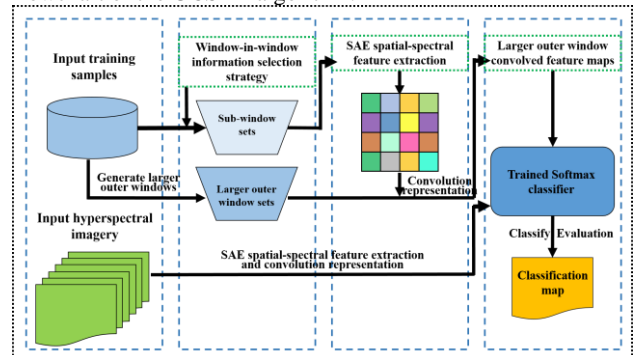 Input training
samples
Window-in-window
information selection
strategy
SAE spatial-spectral
feature extraction
Larger outer window
convolved feature maps
Sub-window
sets
Generate larger
outer windows
Larger outer
window sets
Convolution
representation
Trained Softmax
classifier
Input hyperspectral
imagery
SAE spatial-spectral feature extraction
and convolution representation
Classify Evaluation
Classification
map